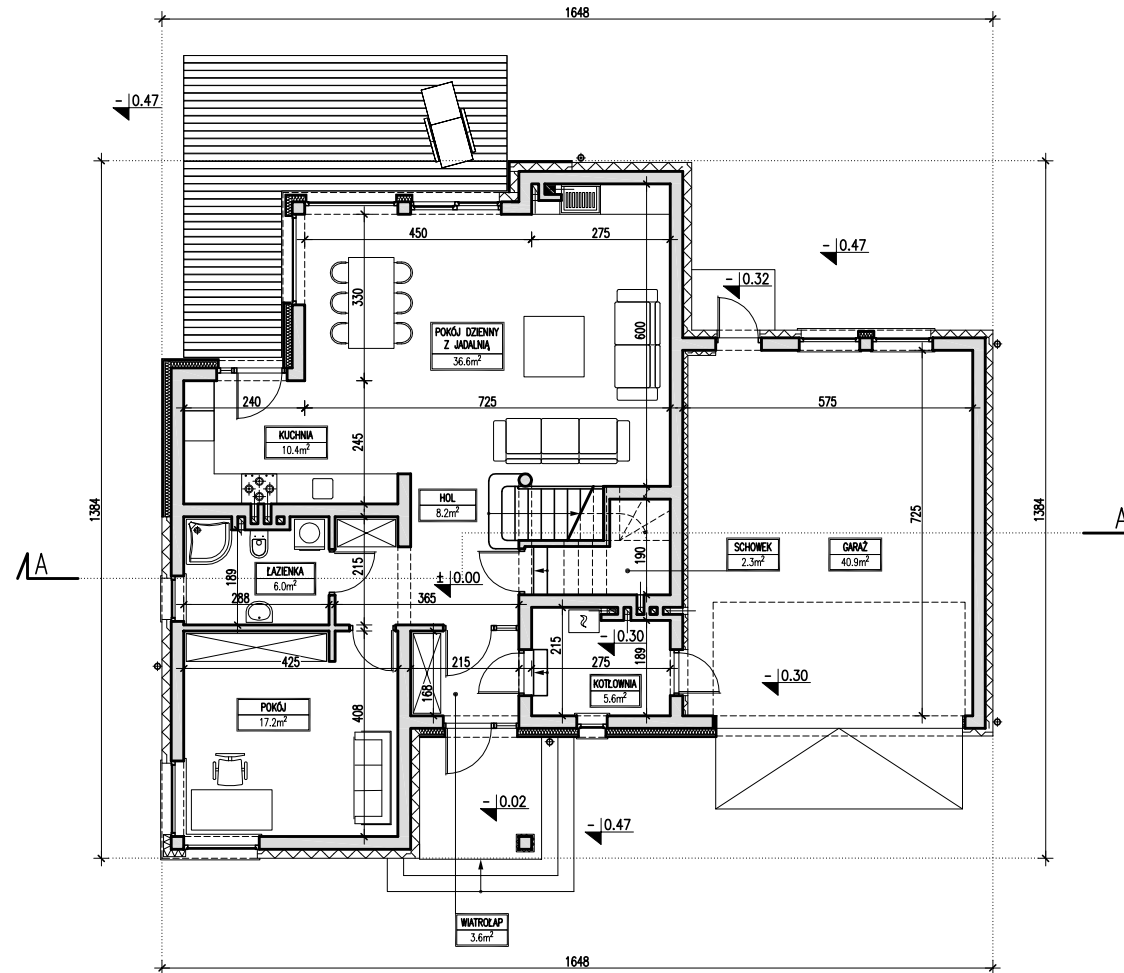 1648
- 0.47
- 0.47
- 0.32
450
275
330
600
POKÓJ DZIENNY
Z JADALNIĄ
36.6m²
240
725
575
KUCHNIA
10.4m²
245
HOL
8.2m²
1384
1384
725
A
A
ŁAZIENKA
6.0m²
189
215
± 0.00
190
SCHOWEK
2.3m²
GARAŻ
40.9m²
288
365
- 0.30
215
189
425
215
275
168
KOTŁOWNIA
5.6m²
- 0.30
POKÓJ
17.2m²
408
- 0.02
- 0.47
WIATROŁAP
3.6m²
1648